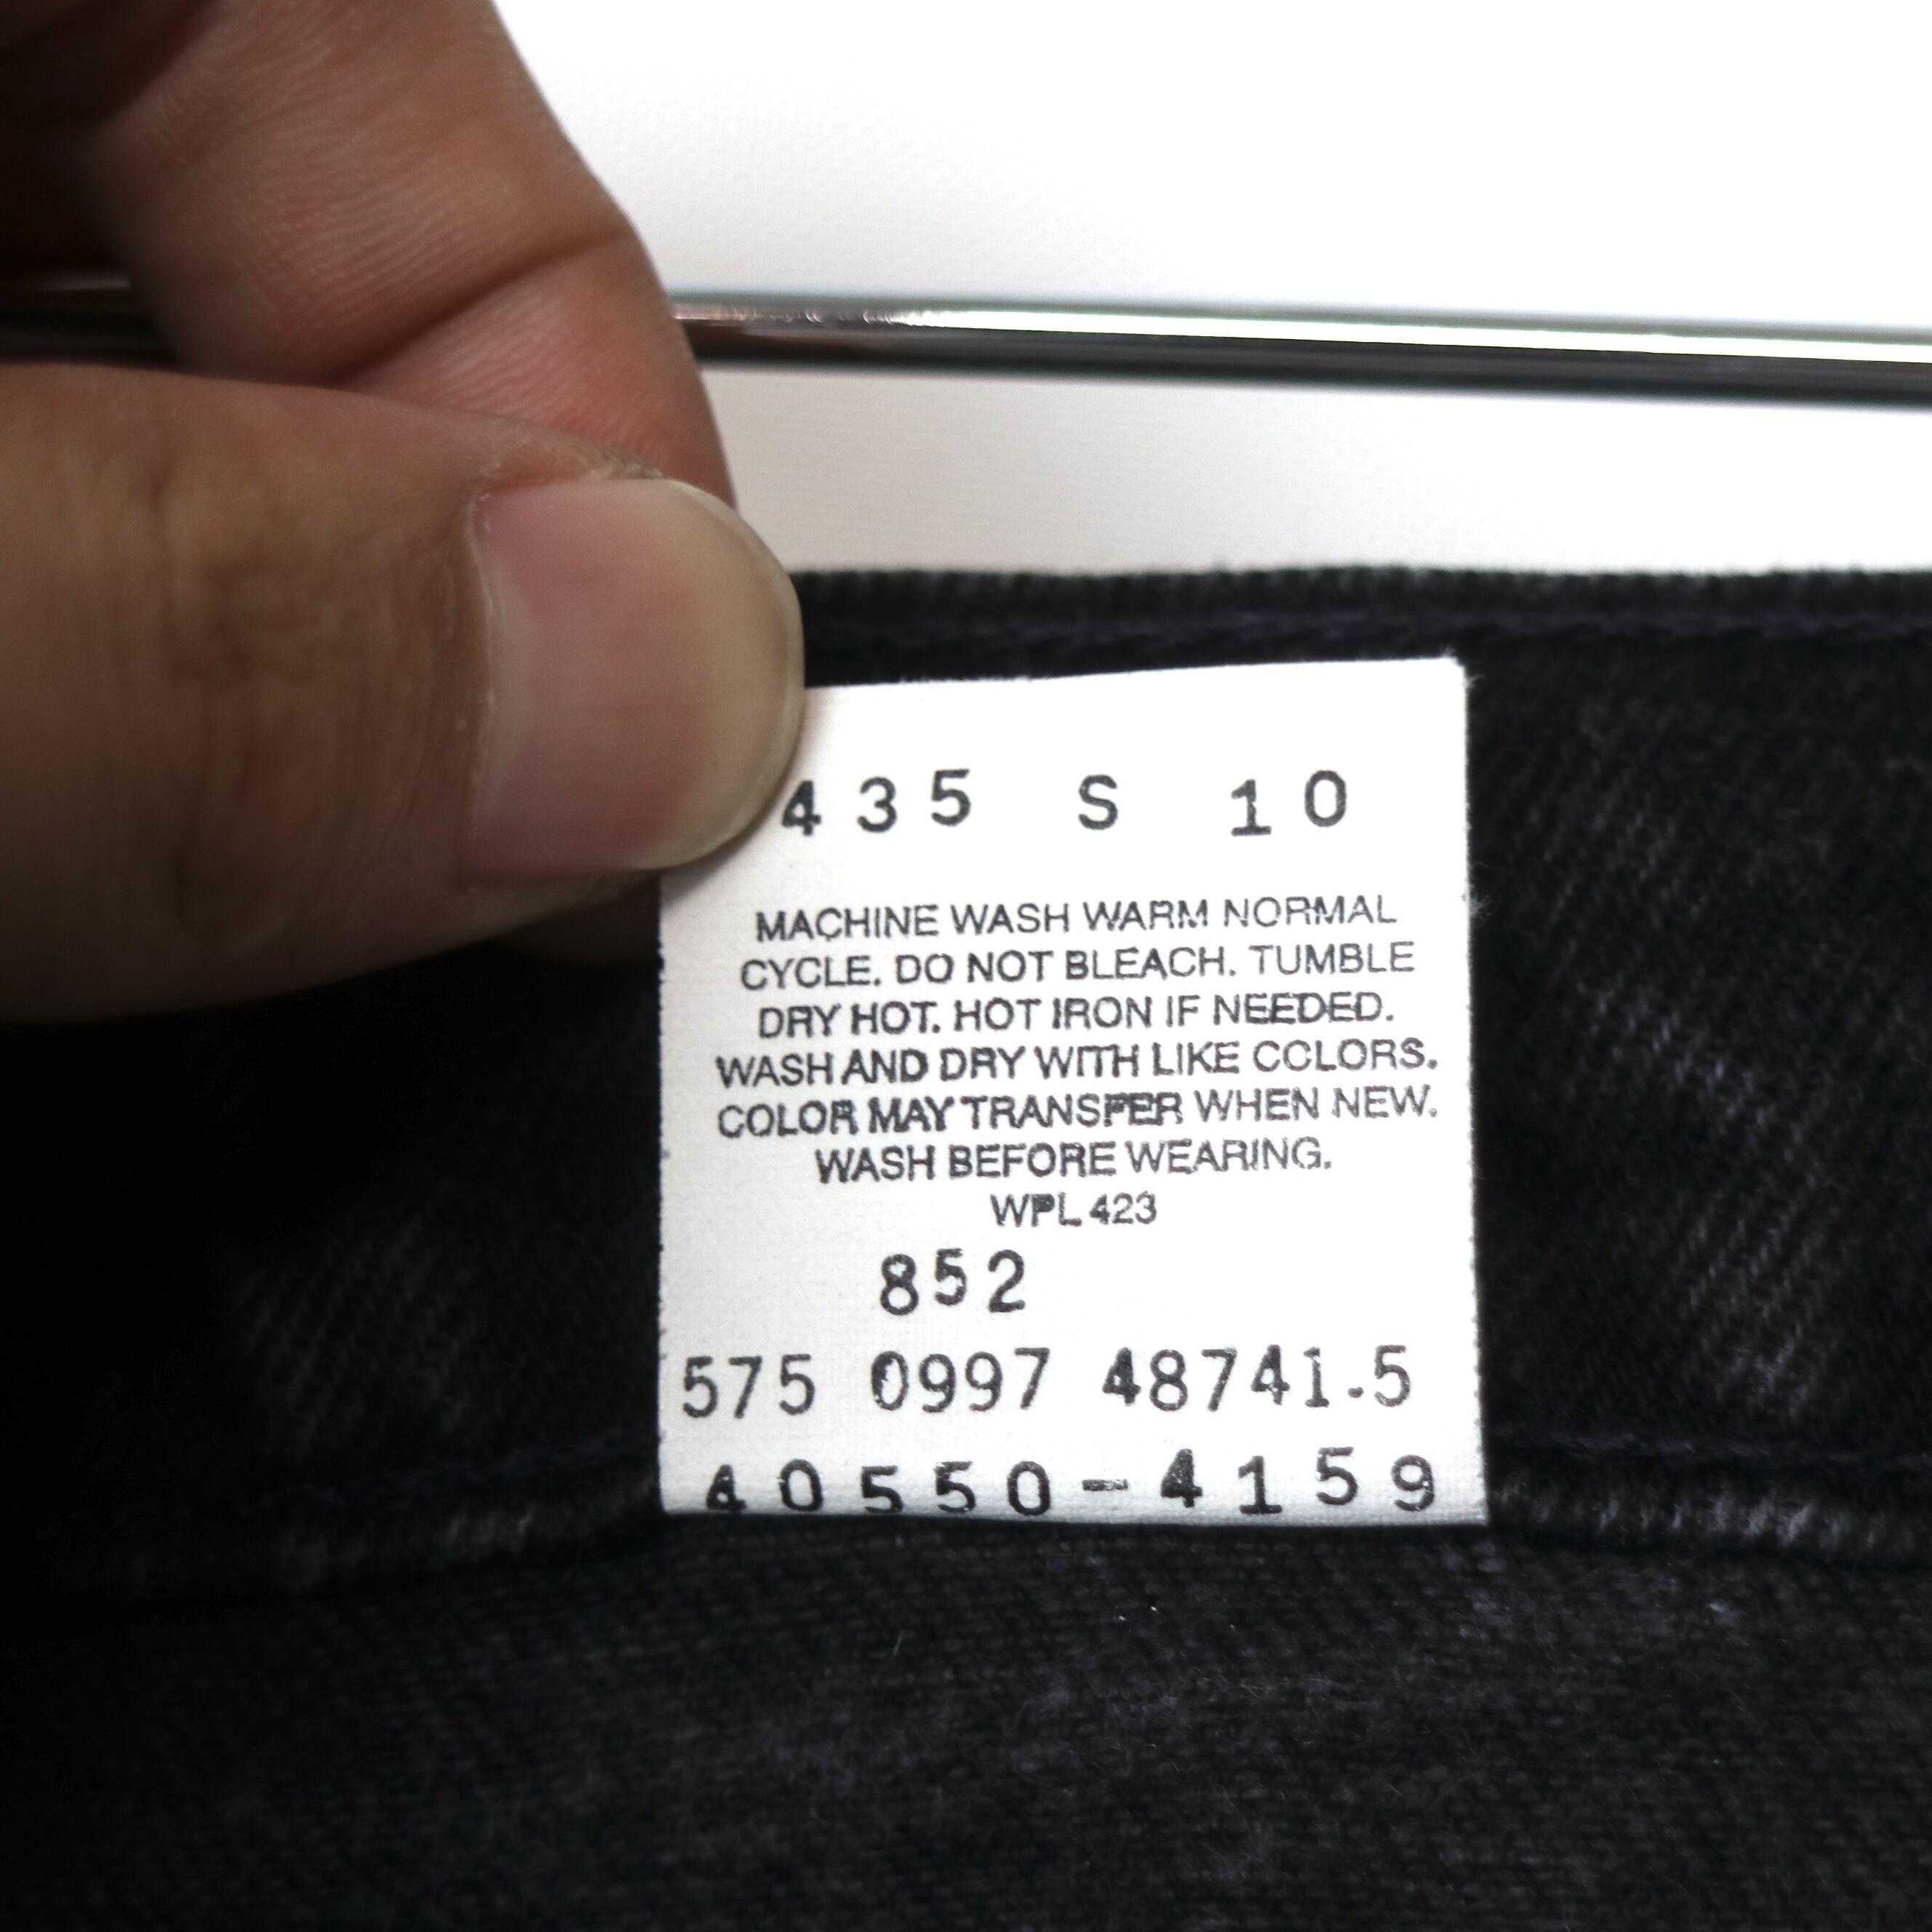 435 S 10
MACHINE WASH WARM NORMAL
CYCLE. DO NOT BLEACH. TUMBLE
DRY HOT. HOT IRON IF NEEDED.
WASH AND DRY WITH LIKE COLORS.
COLOR MAY TRANSFER WHEN NEW.
WASH BEFORE WEARING.
WPL 423
852
575 0997 48741.5
40550-4159